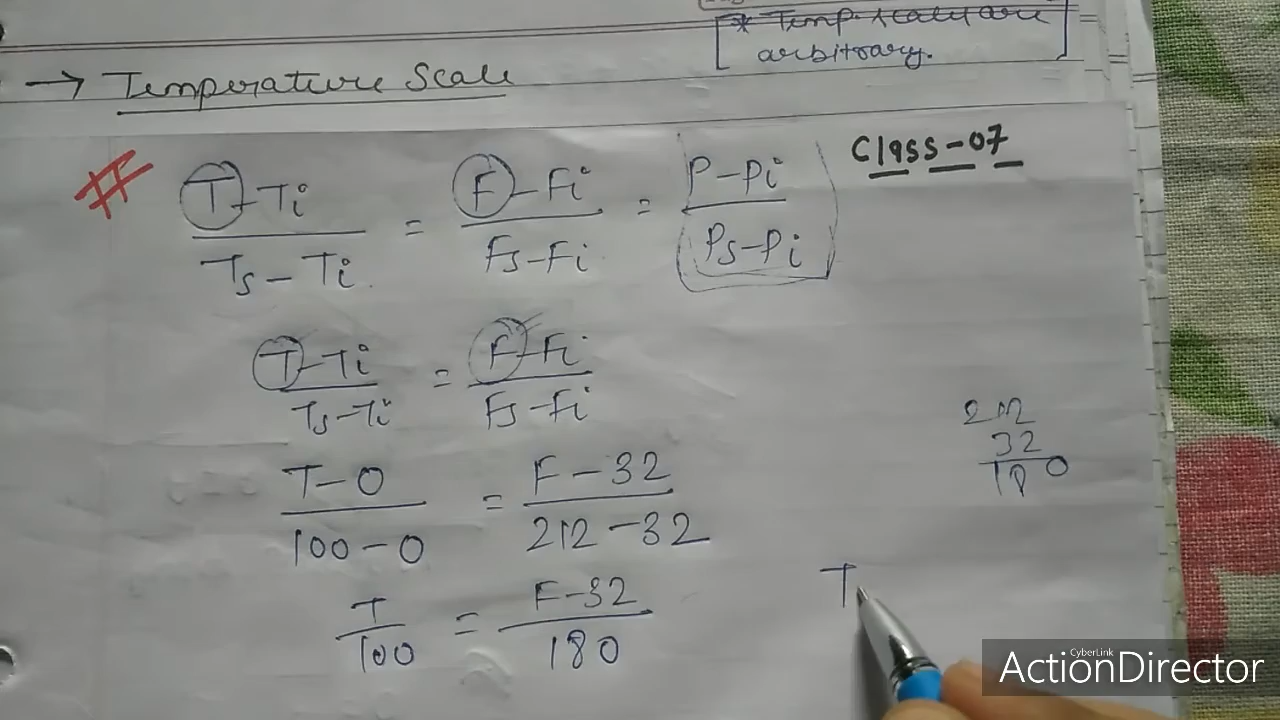 [* Temp. scales are
arbitrary.]
→ Temperature Scale
Class-07
# T-Ti / Ts-Ti = F-Fi / Fs-Fi = P-Pi / Ps-Pi
T-Ti / Ts-Ti = F-Fi / Fs-Fi
212
32
180
T-0 / 100-0 = F-32 / 212-32
T / 100 = F-32 / 180
T
CyberLink
ActionDirector